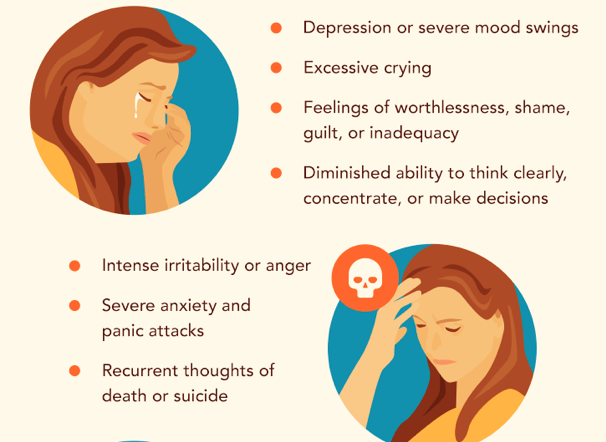 Depression or severe mood swings
Excessive crying
Feelings of worthlessness, shame,
guilt, or inadequacy
Diminished ability to think clearly,
concentrate, or make decisions
Intense irritability or anger
Severe anxiety and
panic attacks
Recurrent thoughts of
death or suicide